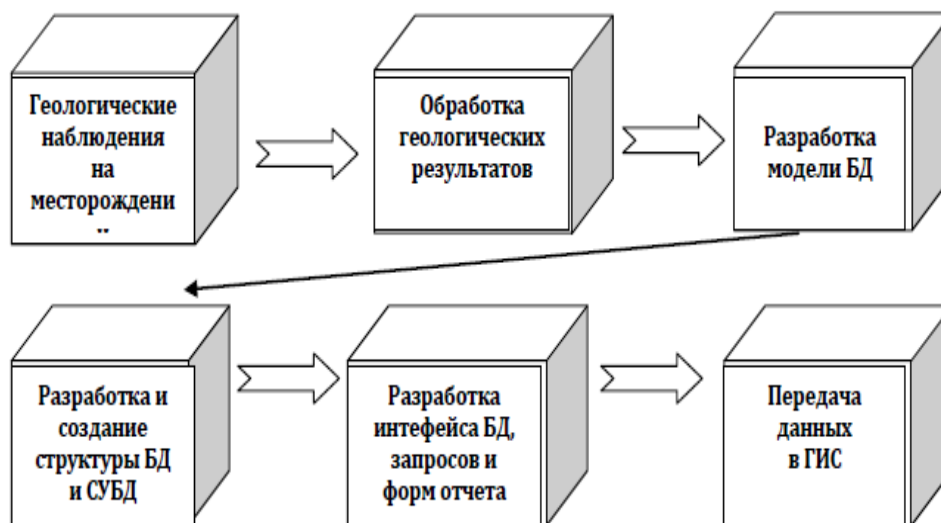 Геологические
наблюдения
на
месторождени
Обработка
геологических
результатов
Разработка
модели БД
Разработка и
создание
структуры БД
и СУБД
Разработка
интефейса БД,
запросов и
форм отчета
Передача
данных
в ГИС